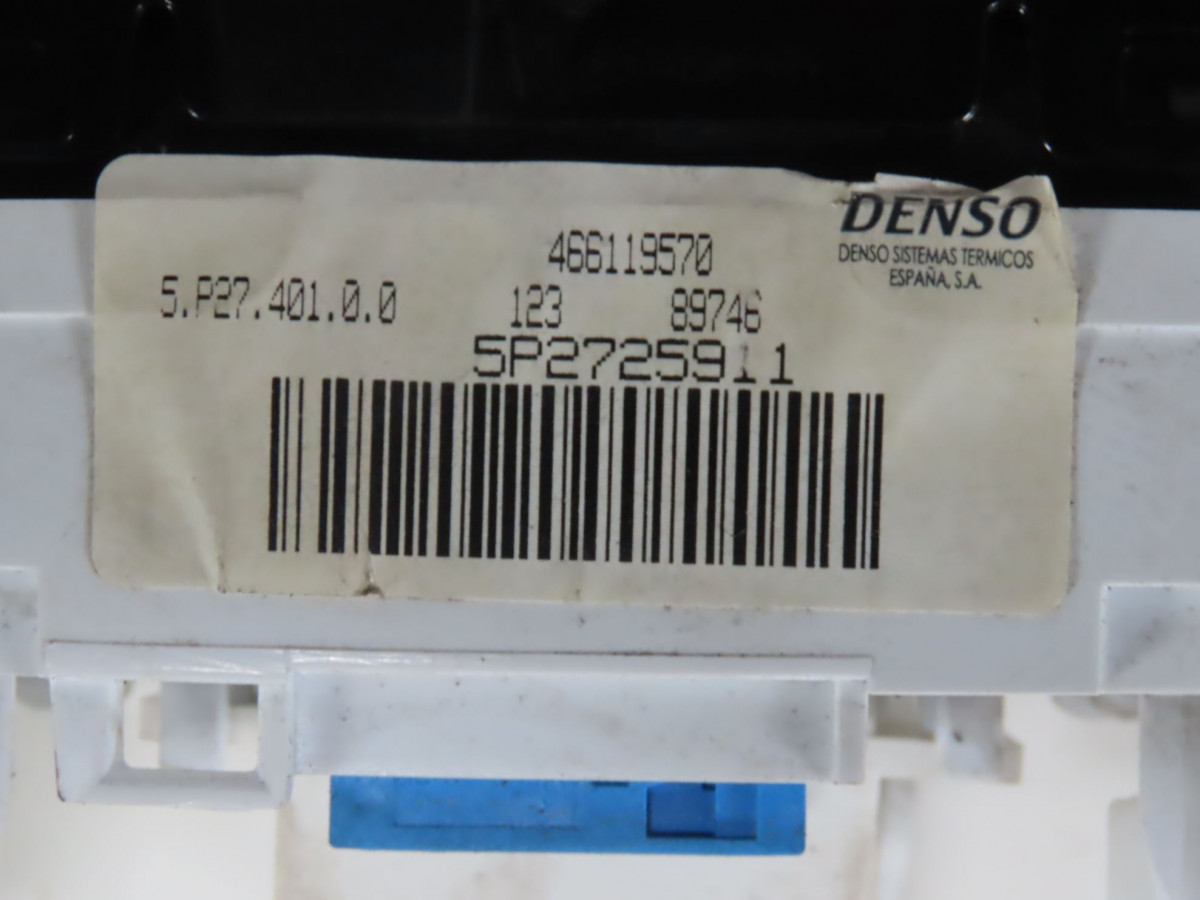 DENSO
DENSO SISTEMAS TERMICOS
ESPAÑA, S.A.
466119570
5.P27.401.0.0 123 89746
5P2725911